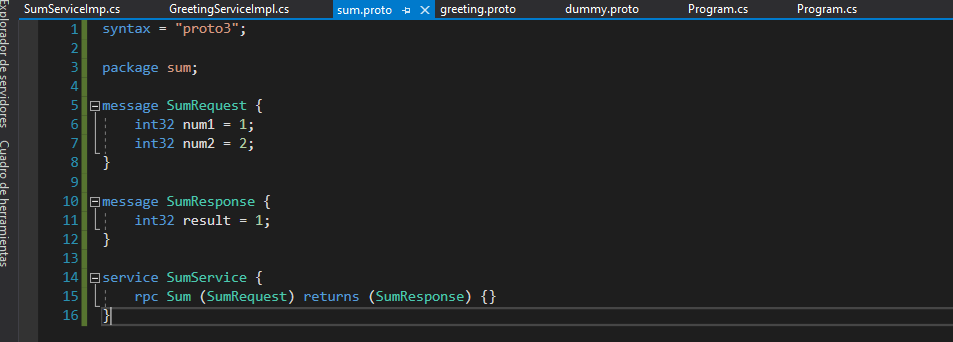 SumServiceImp.cs GreetingServiceImpl.cs sum.proto greeting.proto dummy.proto Program.cs Program.cs
Explorador de servidores
Cuadro de herramientas
1 syntax = "proto3";
2
3 package sum;
4
5 message SumRequest {
6 int32 num1 = 1;
7 int32 num2 = 2;
8 }
9
10 message SumResponse {
11 int32 result = 1;
12 }
13
14 service SumService {
15 rpc Sum (SumRequest) returns (SumResponse) {}
16 }